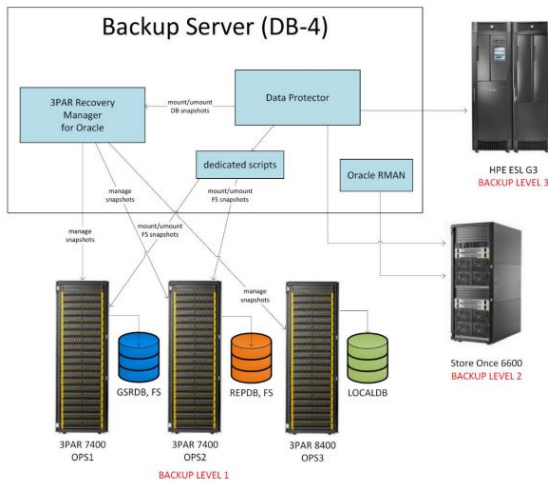 Backup Server (DB-4)
3PAR Recovery
Manager
for Oracle
mount/umount
DB snapshots
Data Protector
dedicated scripts
Oracle RMAN
HPE ESL G3
BACKUP LEVEL 3
manage
snapshots
mount/umount
FS snapshots
mount/umount
FS snapshots
manage
snapshots
manage
snapshots
Store Once 6600
BACKUP LEVEL 2
GSRDB, FS
REPDB, FS
LOCALDB
3PAR 7400
OPS1
3PAR 7400
OPS2
3PAR 8400
OPS3
BACKUP LEVEL 1